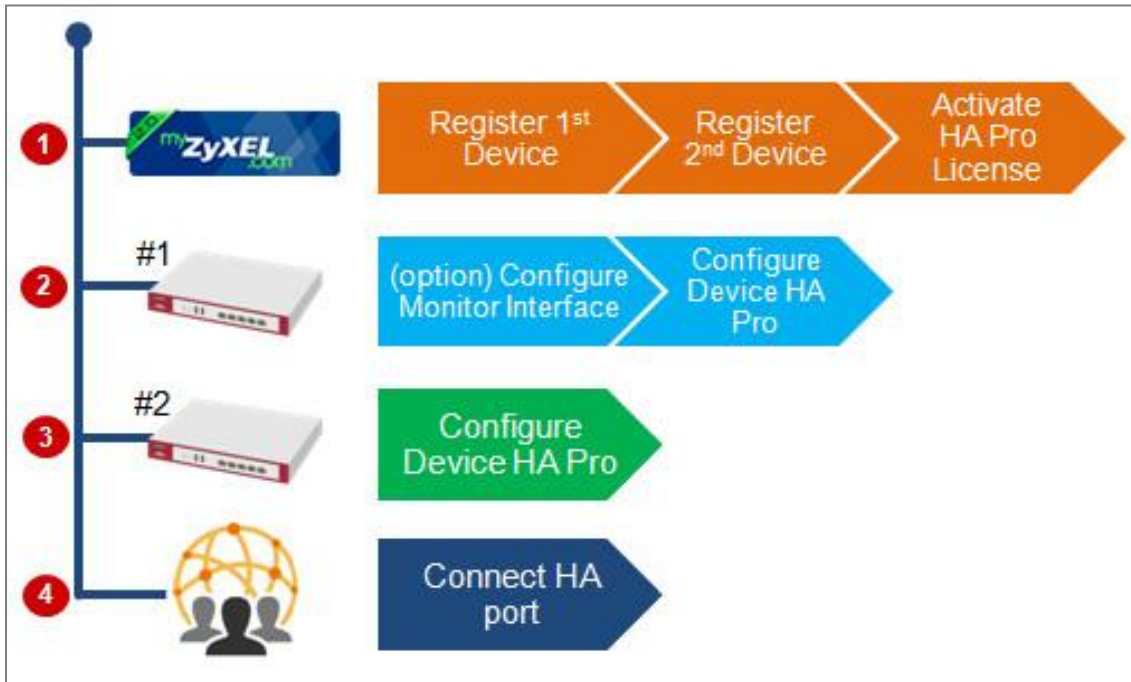 1
myZyXEL.com
Register 1st
Device
Register
2nd Device
Activate
HA Pro
License
2
#1
(option) Configure
Monitor Interface
Configure
Device HA
Pro
3
#2
Configure
Device HA Pro
4
Connect HA
port